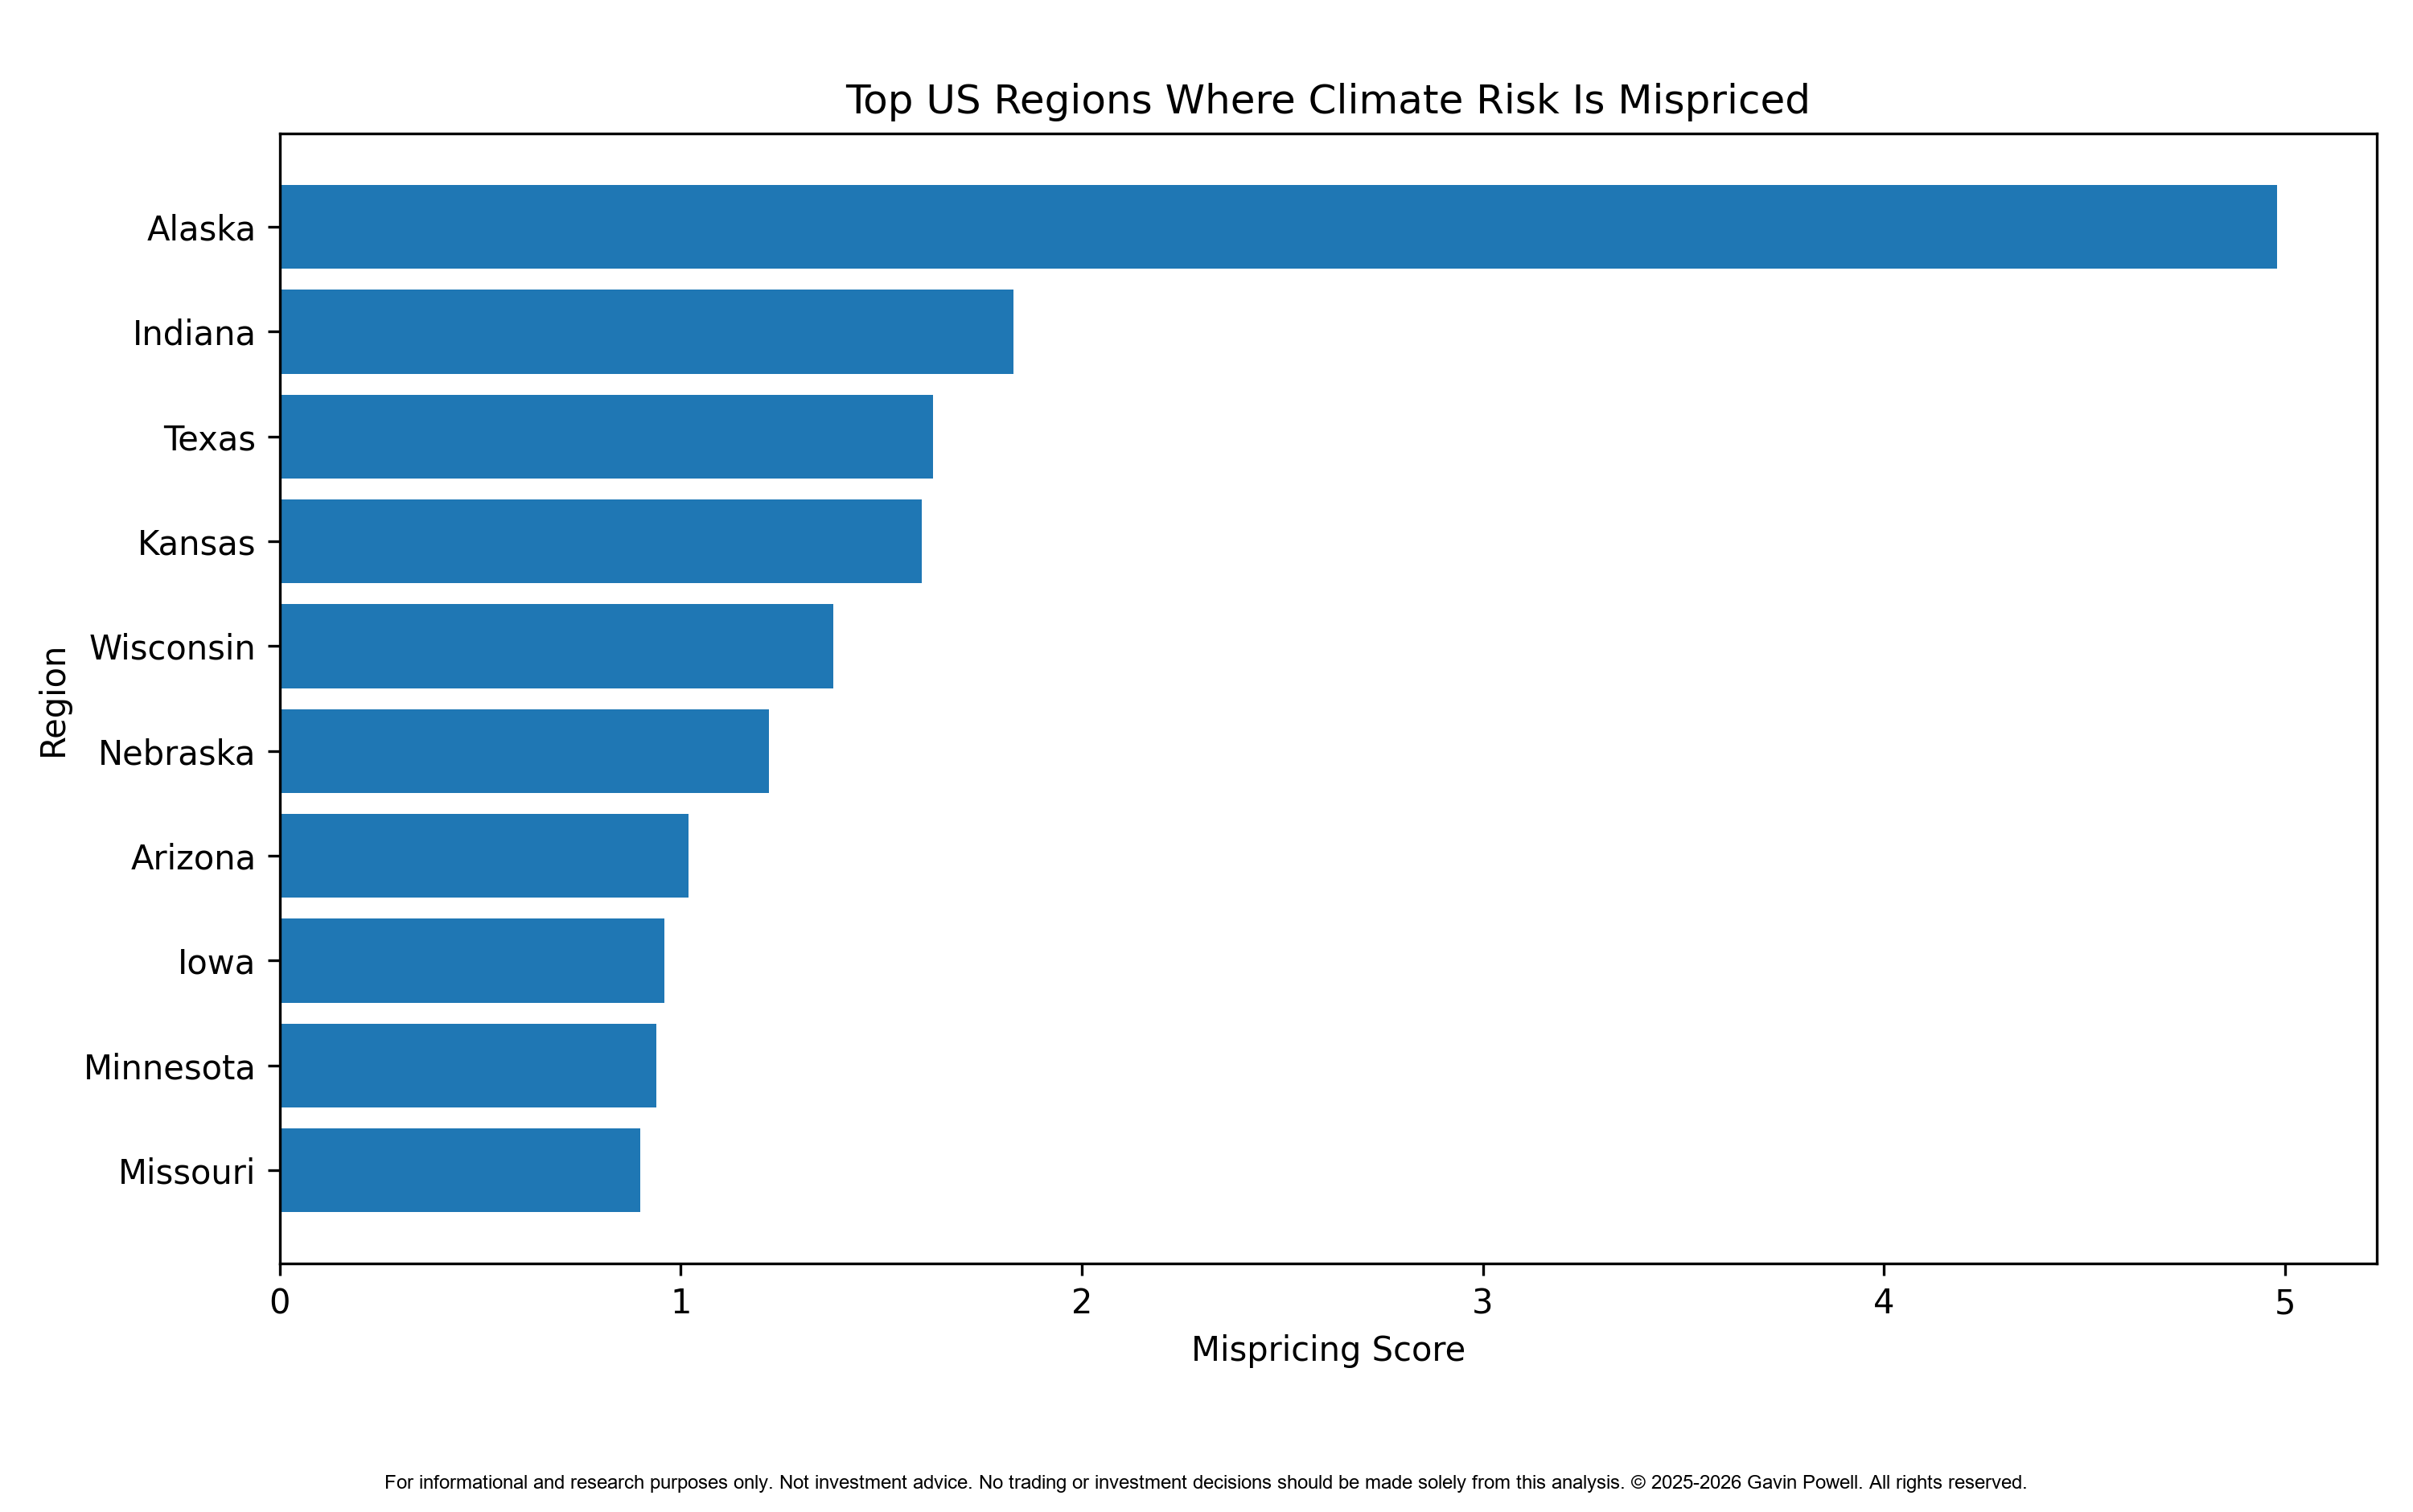 Top US Regions Where Climate Risk Is Mispriced
Region
Alaska
Indiana
Texas
Kansas
Wisconsin
Nebraska
Arizona
Iowa
Minnesota
Missouri
0 1 2 3 4 5
Mispricing Score
For informational and research purposes only. Not investment advice. No trading or investment decisions should be made solely from this analysis. © 2025-2026 Gavin Powell. All rights reserved.